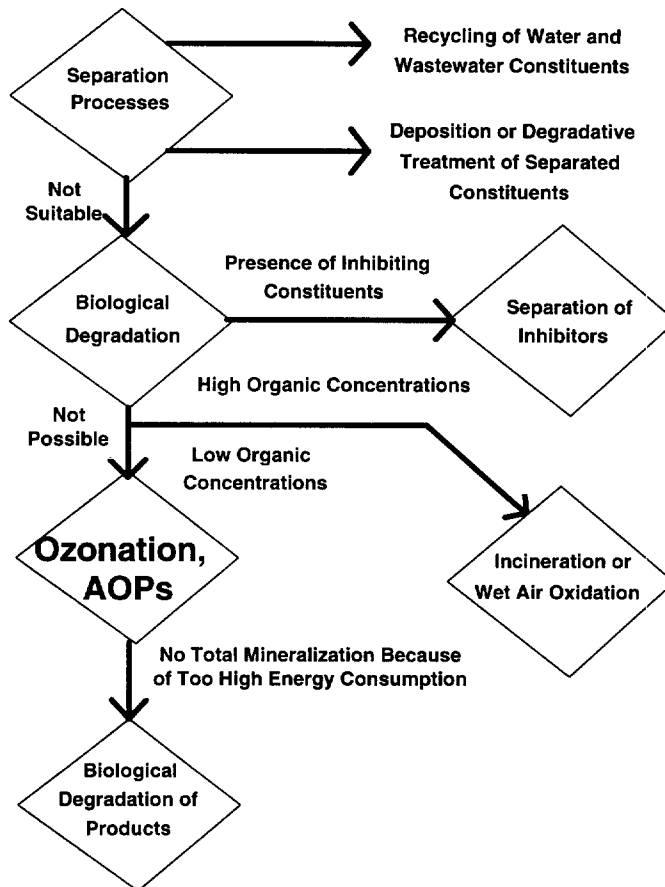 Separation
Processes
Recycling of Water and
Wastewater Constituents
Deposition or Degradative
Treatment of Separated
Constituents
Not
Suitable
Biological
Degradation
Presence of Inhibiting
Constituents
Separation of
Inhibitors
High Organic Concentrations
Not
Possible
Low Organic
Concentrations
Ozonation,
AOPs
Incineration or
Wet Air Oxidation
No Total Mineralization Because
of Too High Energy Consumption
Biological
Degradation of
Products